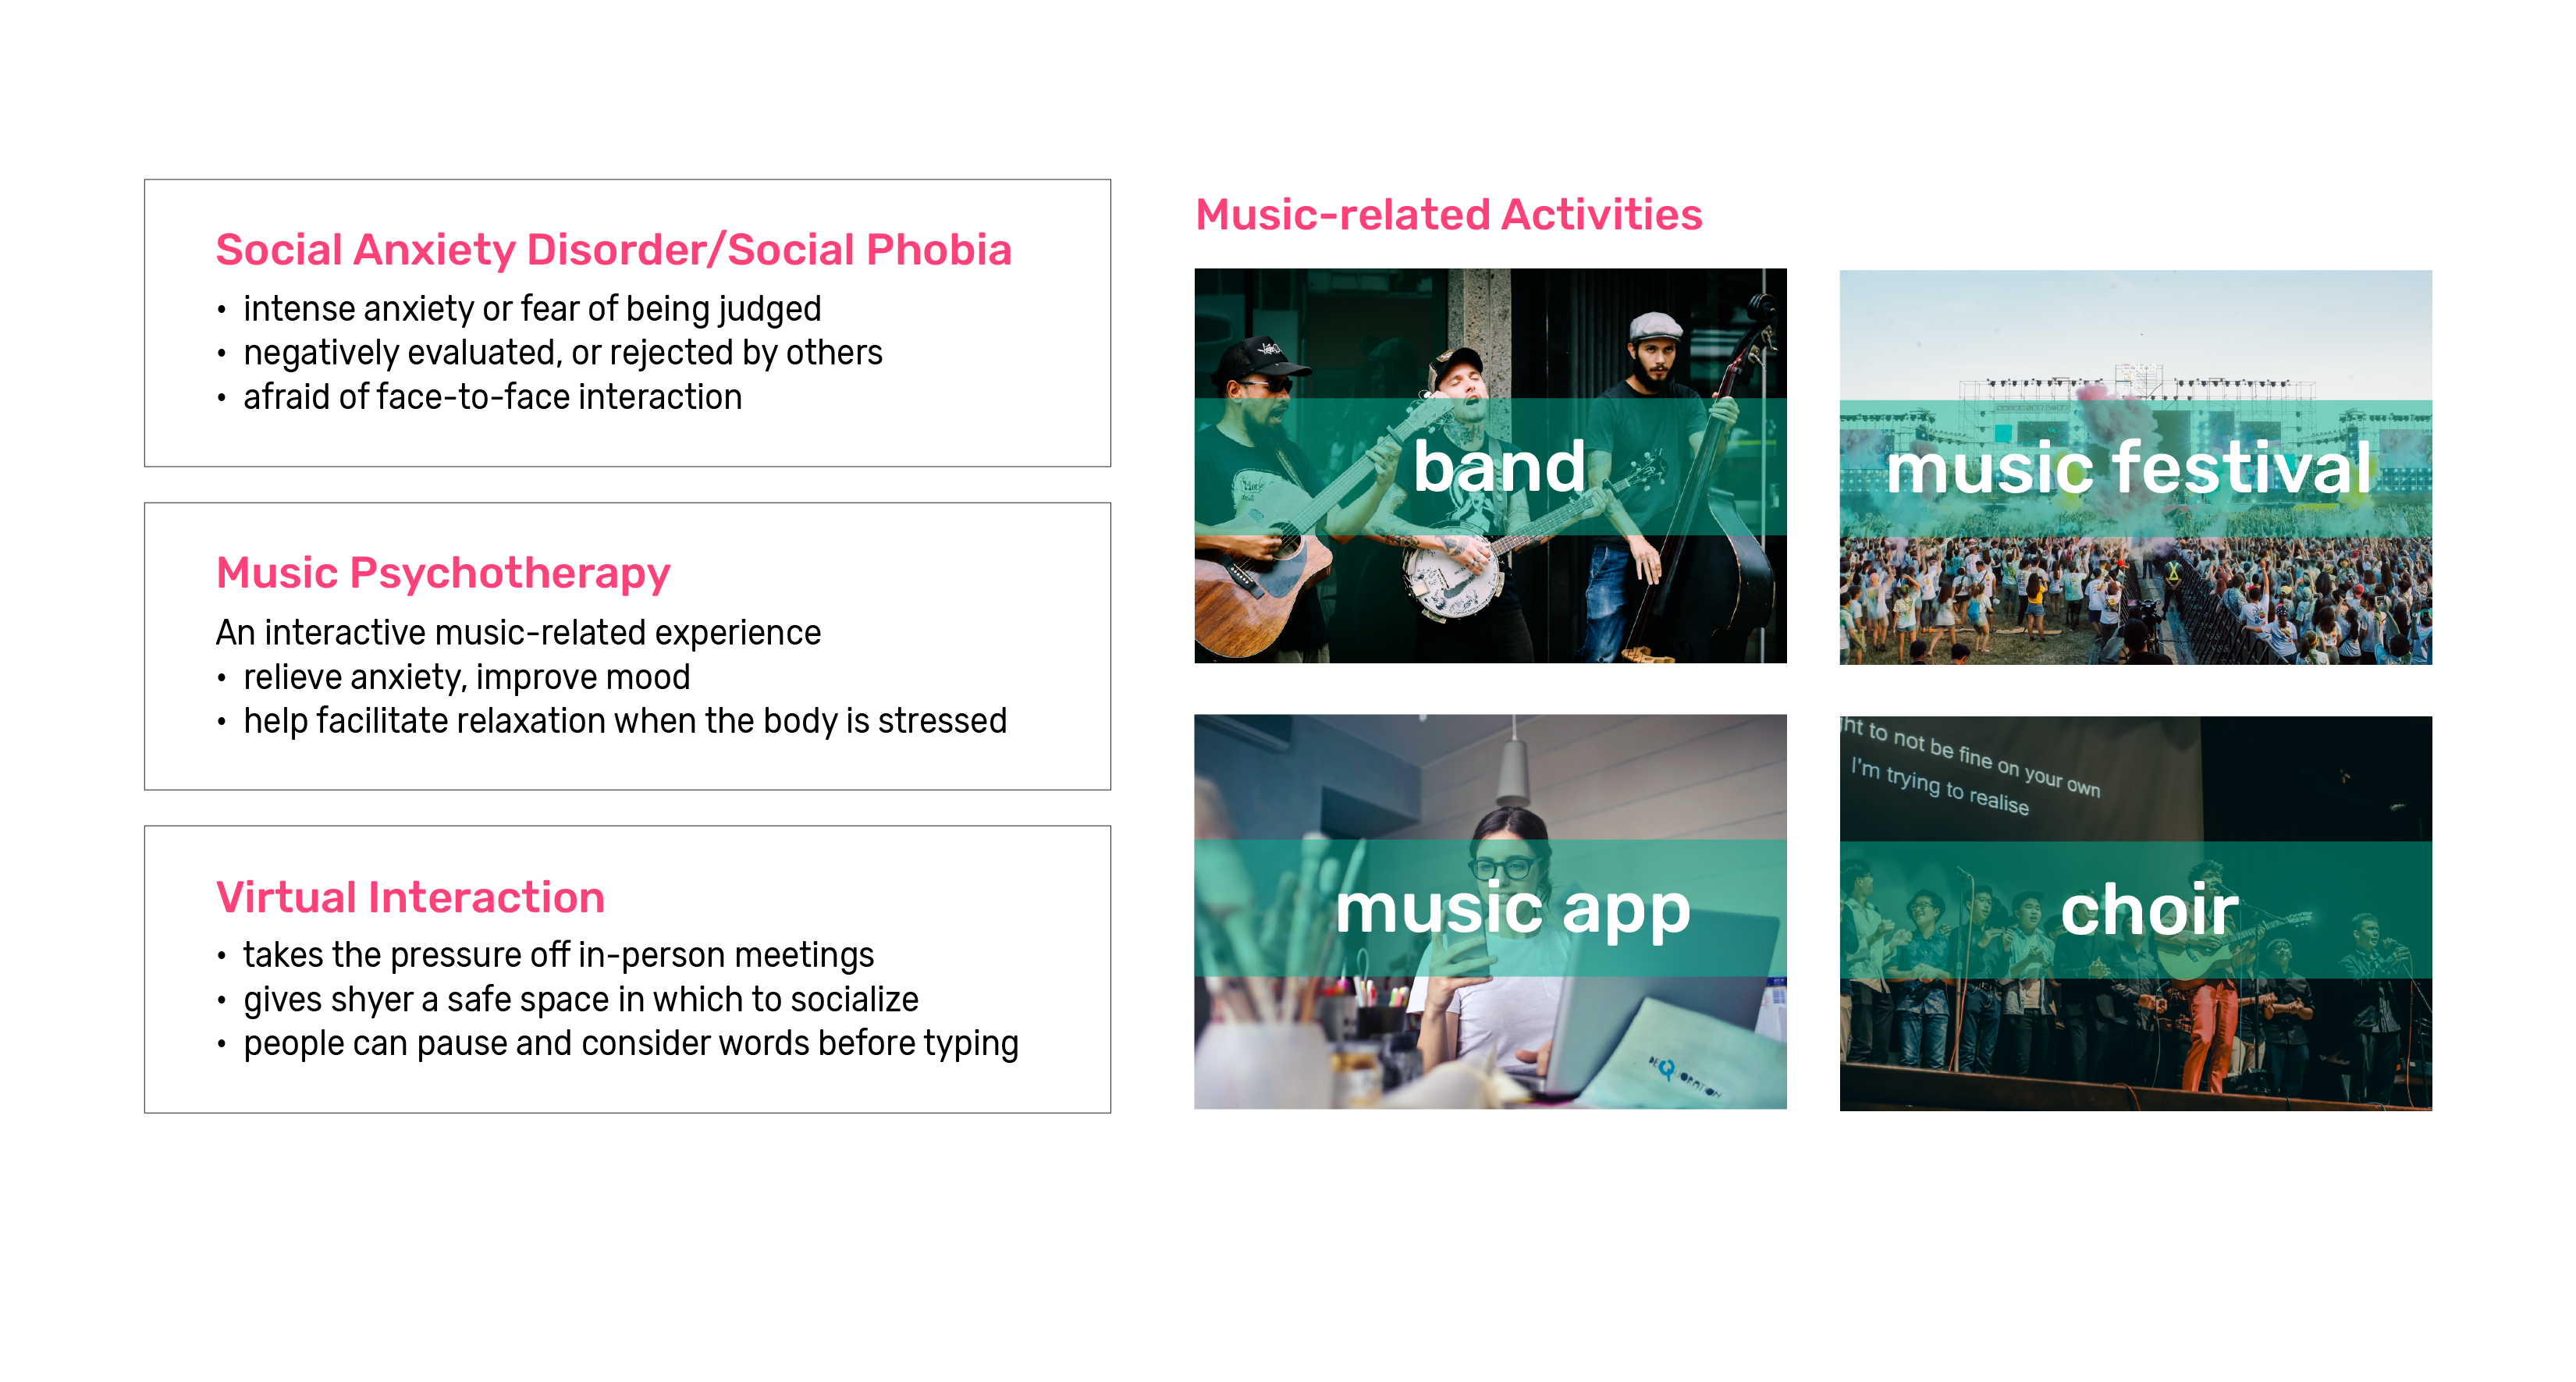 Social Anxiety Disorder/Social Phobia
• intense anxiety or fear of being judged
• negatively evaluated, or rejected by others
• afraid of face-to-face interaction
Music Psychotherapy
An interactive music-related experience
• relieve anxiety, improve mood
• help facilitate relaxation when the body is stressed
Virtual Interaction
• takes the pressure off in-person meetings
• gives shyer a safe space in which to socialize
• people can pause and consider words before typing
Music-related Activities
band
music festival
music app
choir
ht to not be fine on your own
I'm trying to realise